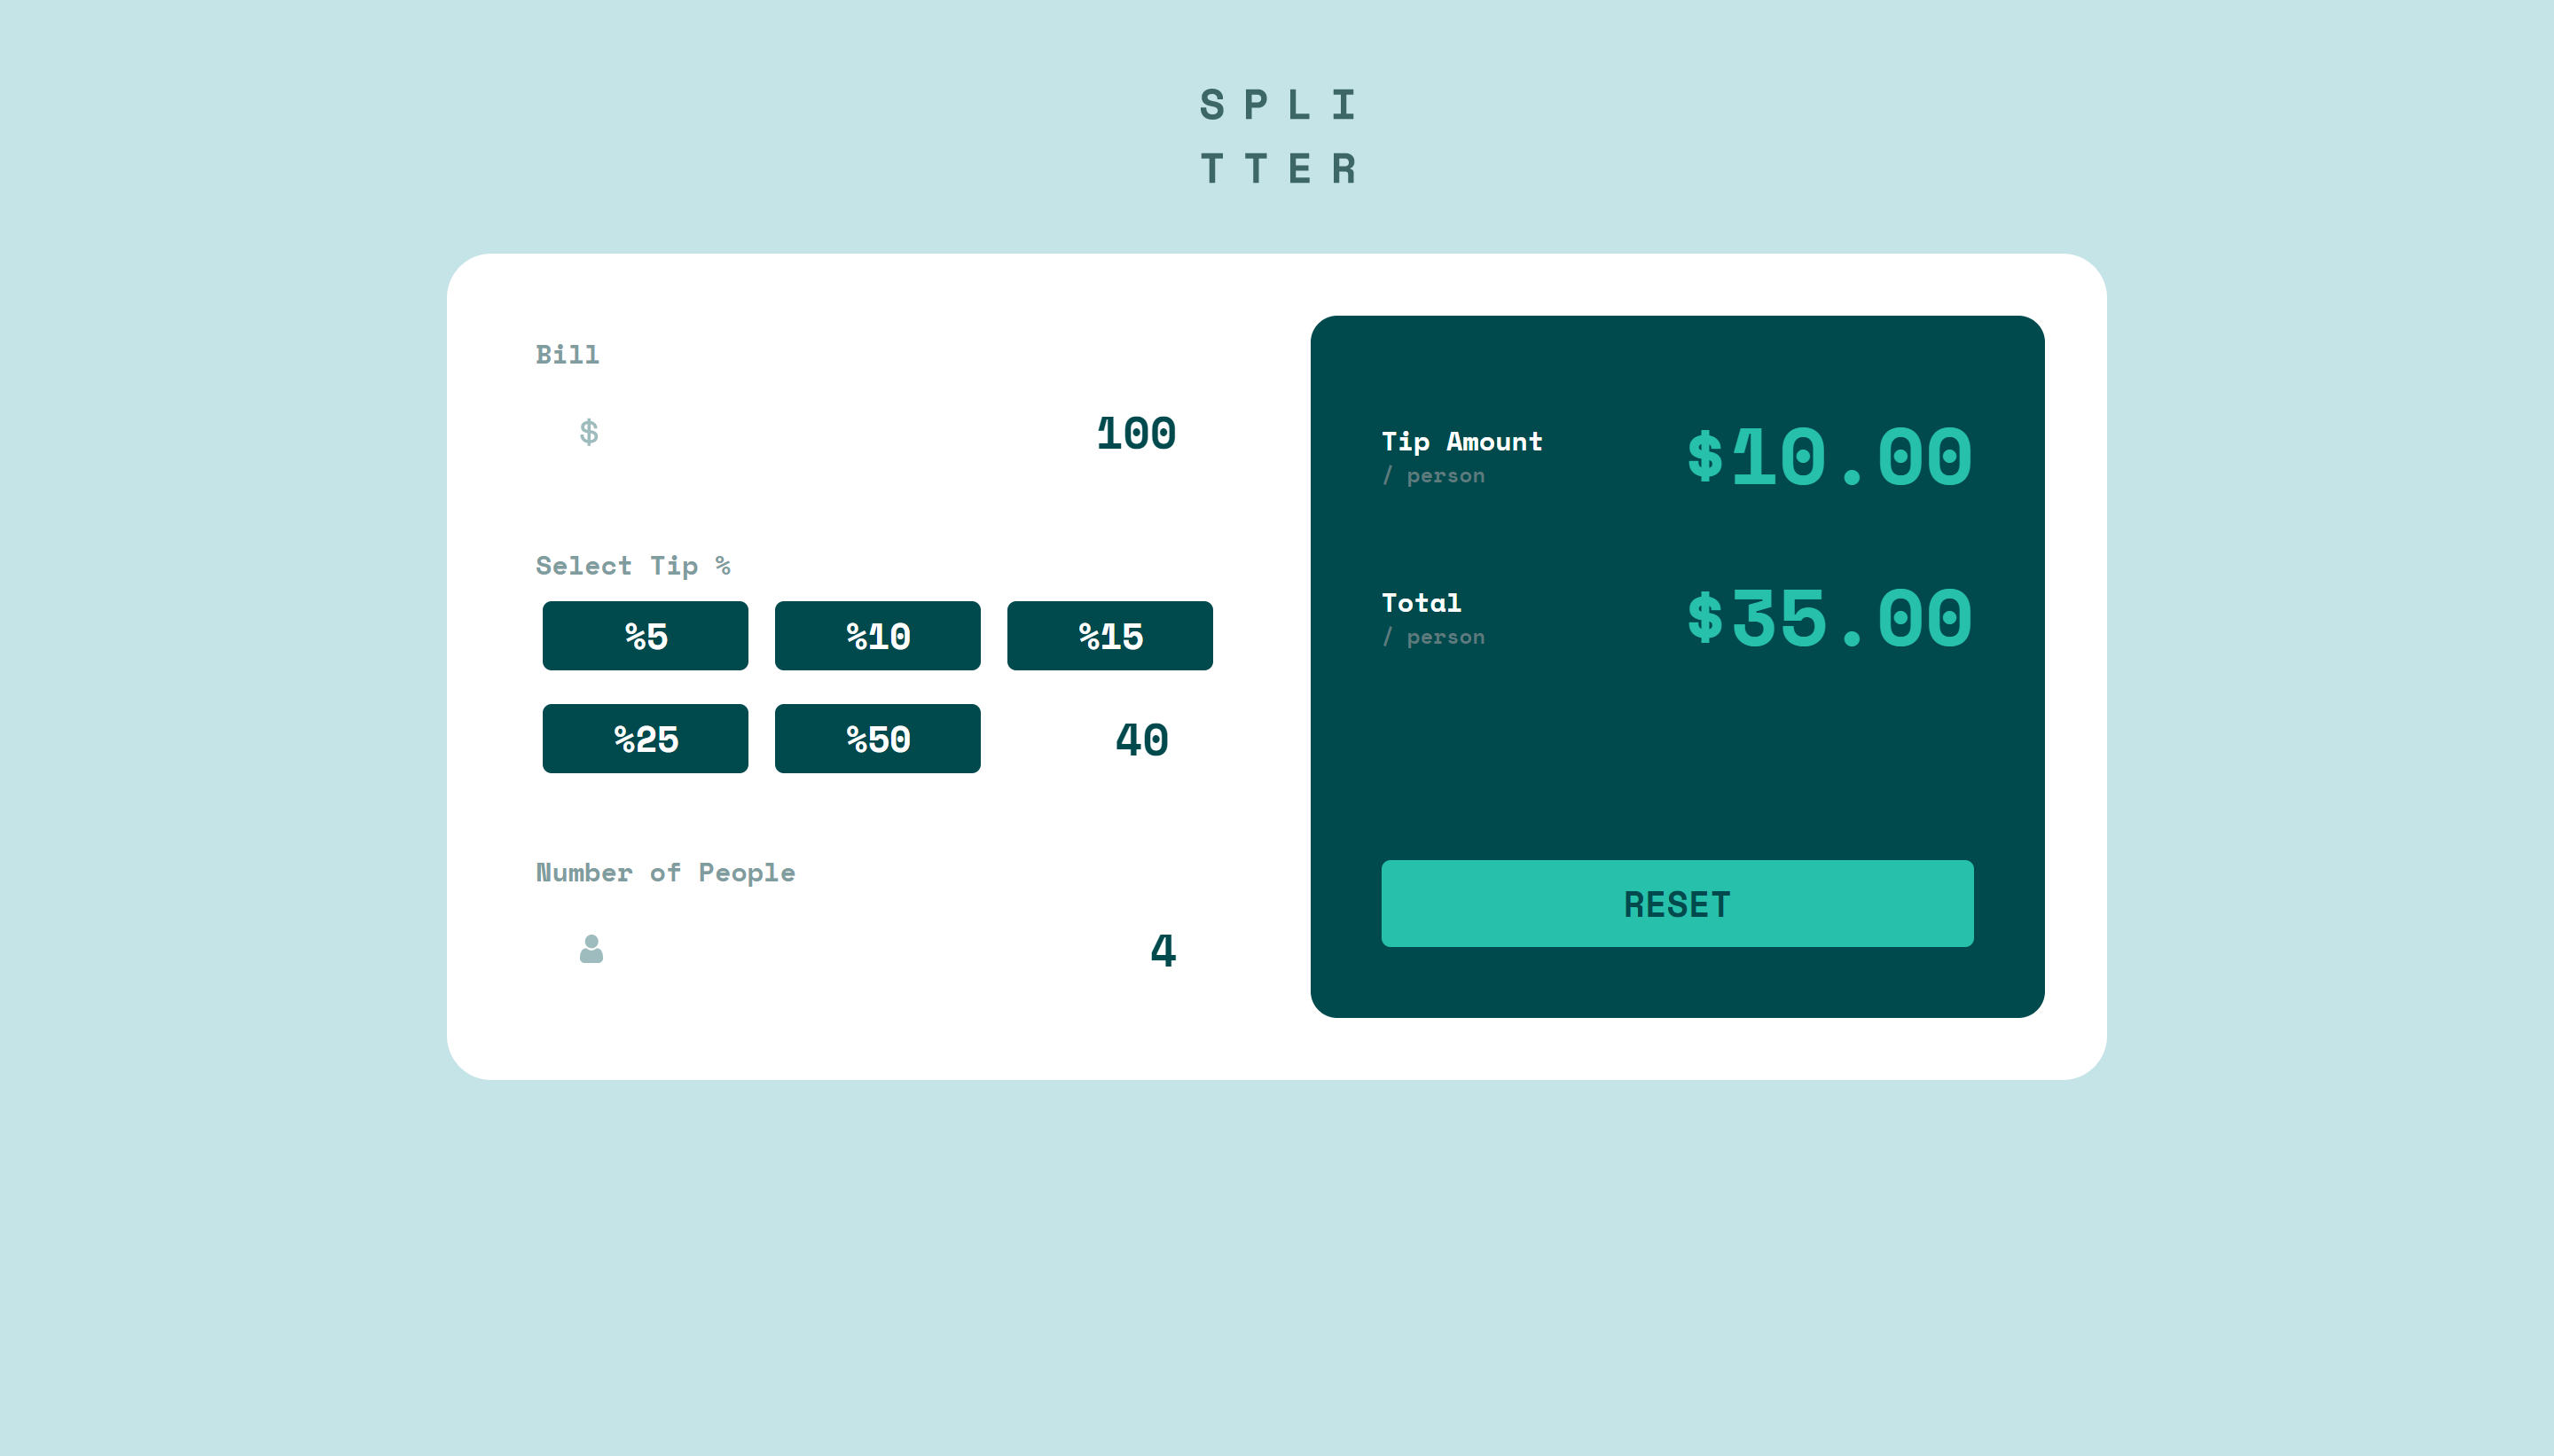 S P L I
T T E R
Bill
$ 100
Select Tip %
%5 %10 %15
%25 %50 40
Number of People
4
Tip Amount $10.00
/ person
Total $35.00
/ person
RESET